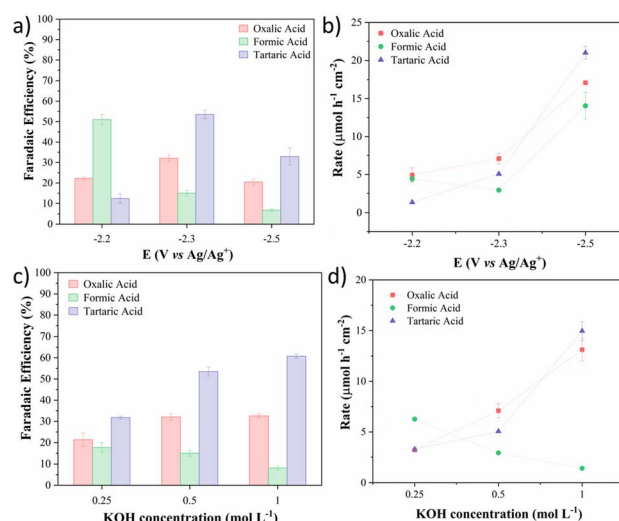 a)
Faradaic Efficiency (%)
100
90
80
70
60
50
40
30
20
10
0
Oxalic Acid
Formic Acid
Tartaric Acid
-2.2
-2.3
-2.5
E (V vs Ag/Ag⁺)
b)
Rate (μmol h⁻¹ cm⁻²)
25
20
15
10
5
0
Oxalic Acid
Formic Acid
Tartaric Acid
-2.2
-2.3
-2.5
E (V vs Ag/Ag⁺)
c)
Faradaic Efficiency (%)
100
90
80
70
60
50
40
30
20
10
0
Oxalic Acid
Formic Acid
Tartaric Acid
0.25
0.5
1
KOH concentration (mol L⁻¹)
d)
Rate (μmol h⁻¹ cm⁻²)
20
15
10
5
0
Oxalic Acid
Formic Acid
Tartaric Acid
0.25
0.5
1
KOH concentration (mol L⁻¹)